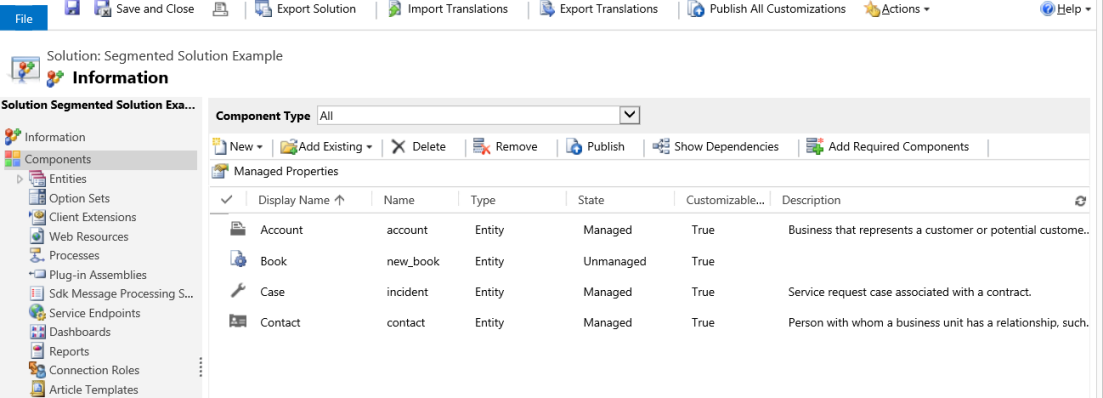 File Save and Close Export Solution Import Translations Export Translations Publish All Customizations Actions Help
Solution: Segmented Solution Example
Information
Solution Segmented Solution Exa...
Information
Components
Entities
Option Sets
Client Extensions
Web Resources
Processes
Plug-in Assemblies
Sdk Message Processing S...
Service Endpoints
Dashboards
Reports
Connection Roles
Article Templates
Component Type All
New Add Existing Delete Remove Publish Show Dependencies Add Required Components
Managed Properties
Display Name Name Type State Customizable... Description
Account account Entity Managed True Business that represents a customer or potential custome..
Book new_book Entity Unmanaged True
Case incident Entity Managed True Service request case associated with a contract.
Contact contact Entity Managed True Person with whom a business unit has a relationship, such.